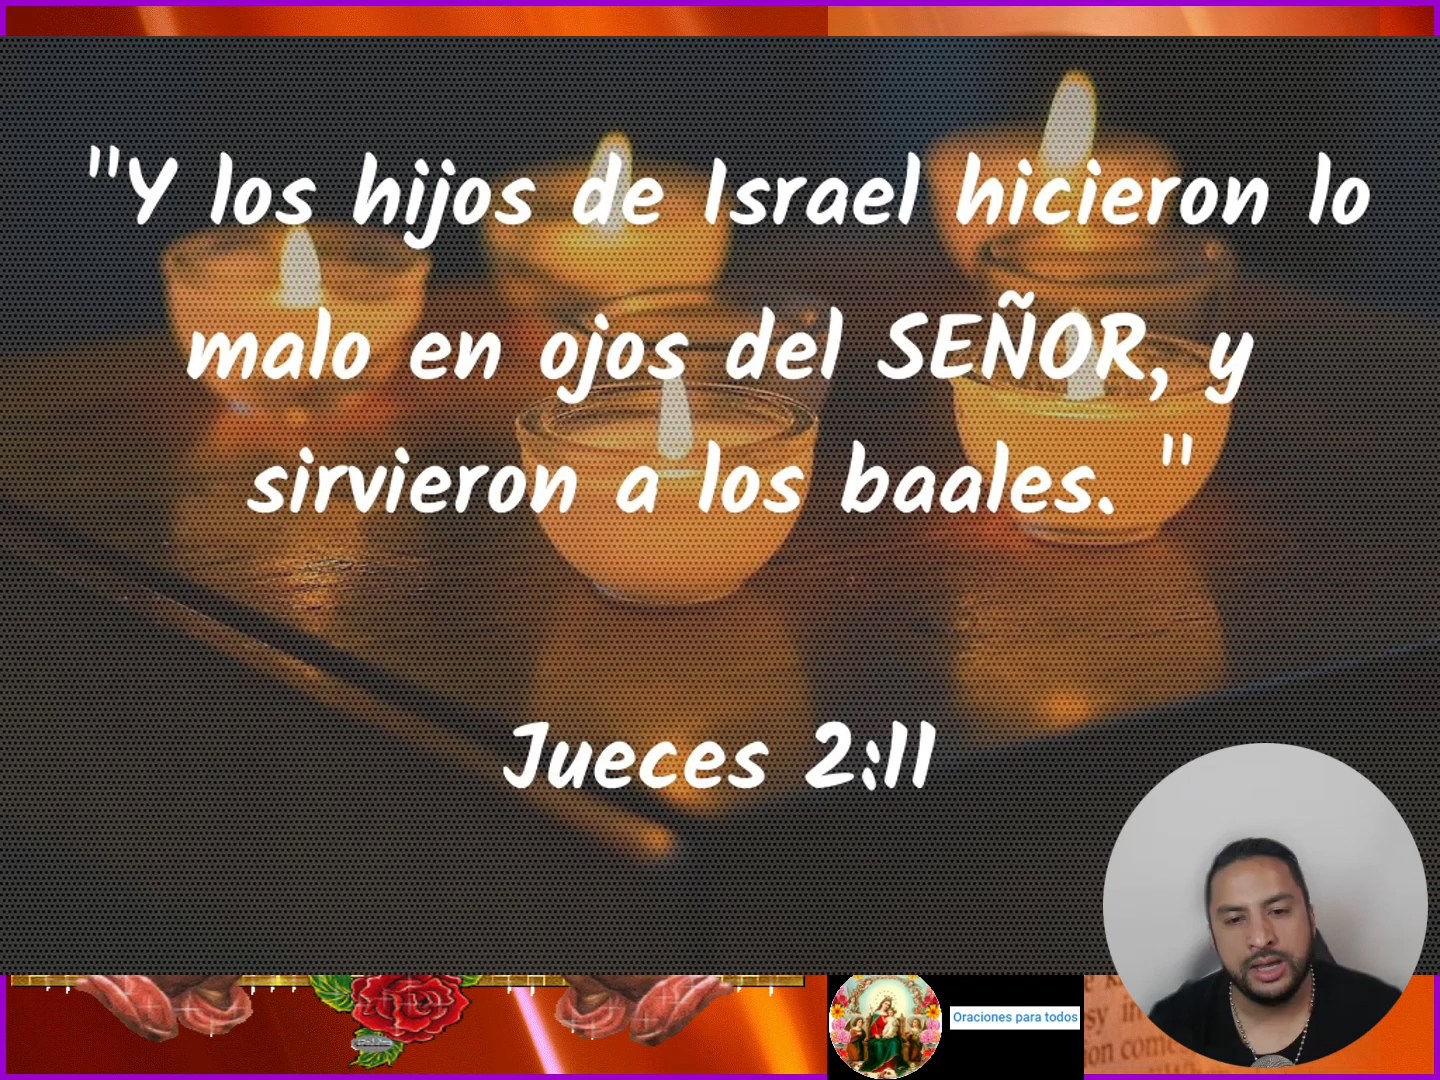 "Y los hijos de Israel hicieron lo
malo en ojos del SEÑOR, y
sirvieron a los baales. "
Jueces 2:11
Oraciones para todos